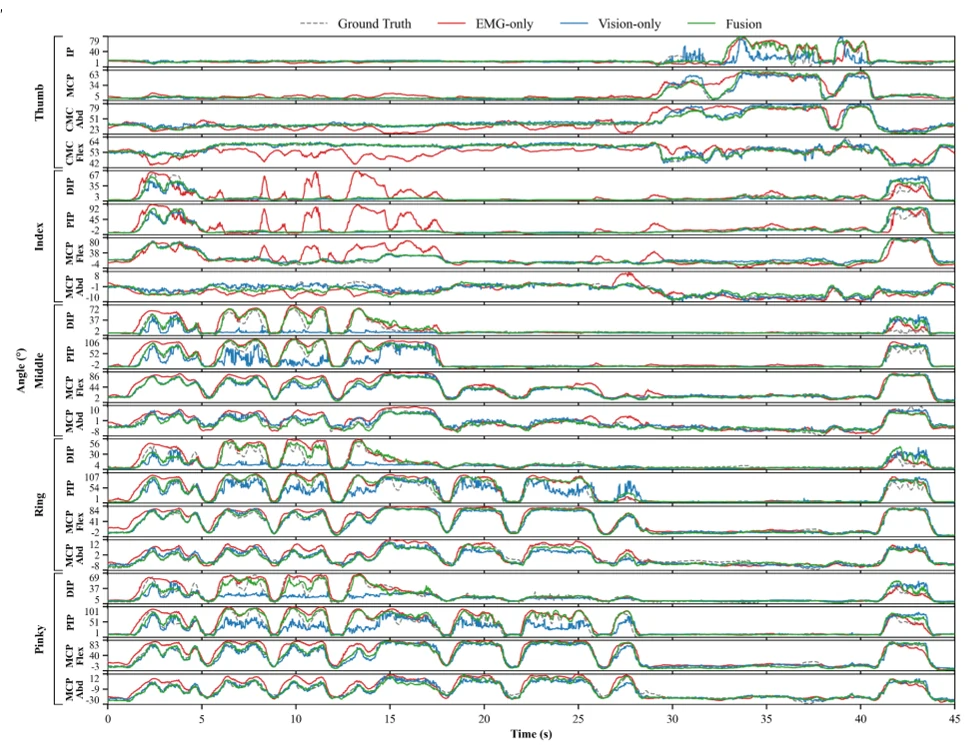 Ground Truth EMG-only Vision-only Fusion
Angle (°)
Thumb
IP
79
40
1
MCP
63
34
5
CMC Abd
79
51
23
CMC Flex
64
53
42
Index
DIP
67
35
3
PIP
92
45
-2
MCP Flex
80
38
-4
MCP Abd
8
-1
-10
Middle
DIP
72
37
2
PIP
106
52
-2
MCP Flex
86
44
2
MCP Abd
10
1
-8
Ring
DIP
56
30
4
PIP
107
54
1
MCP Flex
84
41
-2
MCP Abd
12
2
-8
Pinky
DIP
69
37
5
PIP
101
51
1
MCP Flex
83
40
-3
MCP Abd
12
-9
-30
0 5 10 15 20 25 30 35 40 45
Time (s)